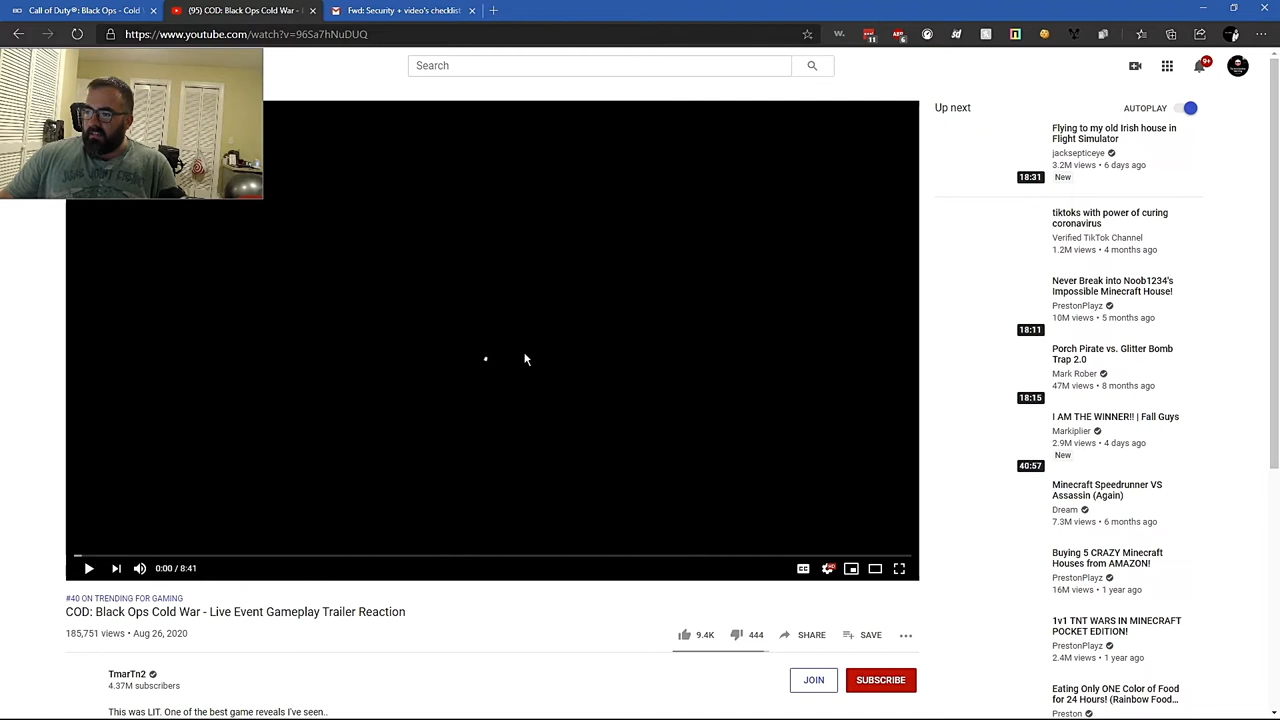 Call of Duty®: Black Ops - Cold
(95) COD: Black Ops Cold War -
Fwd: Security + video's checklist
https://www.youtube.com/watch?v=96Sa7hNuDUQ
w.
11
6
Search
9+
Up next
AUTOPLAY
Flying to my old Irish house in
Flight Simulator
jacksepticeye
3.2M views • 6 days ago
New
18:31
tiktoks with power of curing
coronavirus
Verified TikTok Channel
1.2M views • 4 months ago
Never Break into Noob1234's
Impossible Minecraft House!
PrestonPlayz
10M views • 5 months ago
18:11
Porch Pirate vs. Glitter Bomb
Trap 2.0
Mark Rober
47M views • 8 months ago
18:15
I AM THE WINNER!! | Fall Guys
Markiplier
2.9M views • 4 days ago
New
40:57
Minecraft Speedrunner VS
Assassin (Again)
Dream
7.3M views • 6 months ago
Buying 5 CRAZY Minecraft
Houses from AMAZON!
PrestonPlayz
16M views • 1 year ago
1v1 TNT WARS IN MINECRAFT
POCKET EDITION!
PrestonPlayz
2.4M views • 1 year ago
Eating Only ONE Color of Food
for 24 Hours! (Rainbow Food...
Preston
0:00 / 8:41
CC
HD
#40 ON TRENDING FOR GAMING
COD: Black Ops Cold War - Live Event Gameplay Trailer Reaction
185,751 views • Aug 26, 2020
9.4K
444
SHARE
SAVE
TmarTn2
4.37M subscribers
JOIN
SUBSCRIBE
This was LIT. One of the best game reveals I've seen..